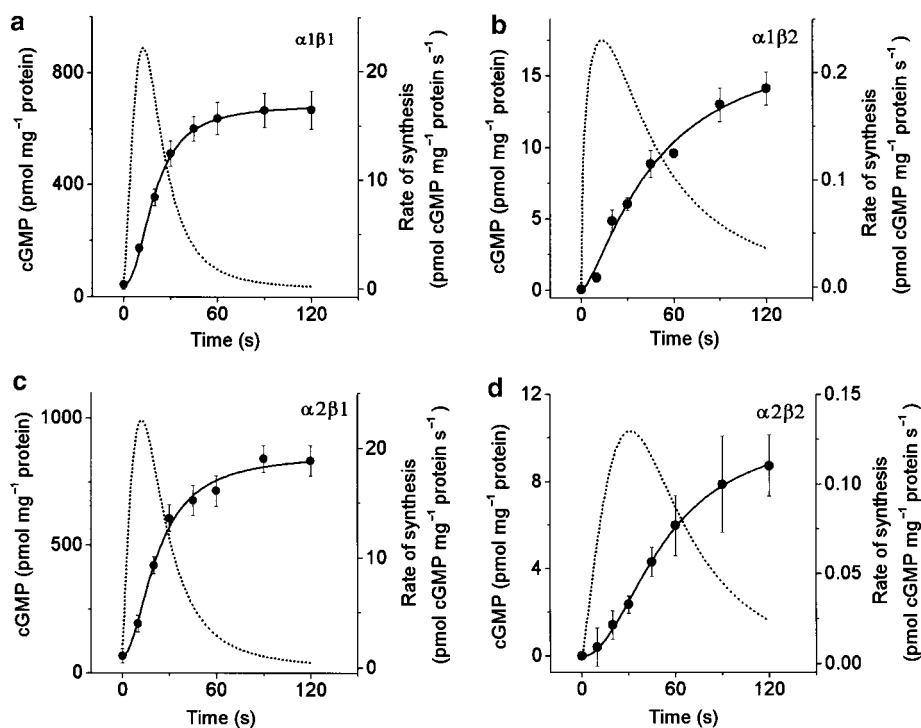 a
α1β1
cGMP (pmol mg⁻¹ protein)
800
400
0
Rate of synthesis
(pmol cGMP mg⁻¹ protein s⁻¹)
20
10
0
0 60 120
Time (s)
b
α1β2
cGMP (pmol mg⁻¹ protein)
15
10
5
0
Rate of synthesis
(pmol cGMP mg⁻¹ protein s⁻¹)
0.2
0.1
0.0
0 60 120
Time (s)
c
α2β1
cGMP (pmol mg⁻¹ protein)
1000
500
0
Rate of synthesis
(pmol cGMP mg⁻¹ protein s⁻¹)
20
10
0
0 60 120
Time (s)
d
α2β2
cGMP (pmol mg⁻¹ protein)
12
8
4
0
Rate of synthesis
(pmol cGMP mg⁻¹ protein s⁻¹)
0.15
0.10
0.05
0.00
0 60 120
Time (s)